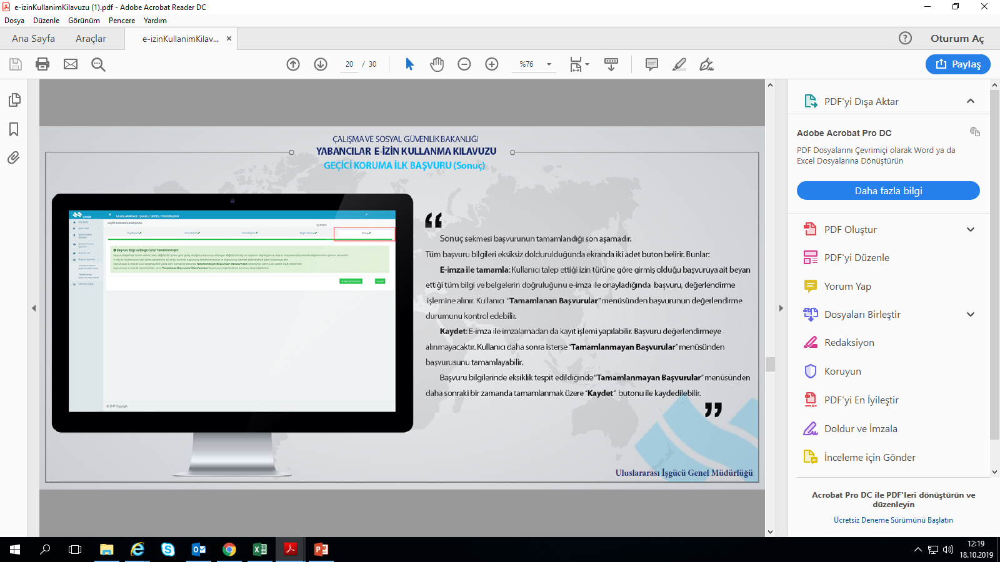 e-izinKullanimKilavuzu (1).pdf - Adobe Acrobat Reader DC
Dosya Düzenle Görünüm Pencere Yardım
Ana Sayfa Araçlar e-izinKullanimKilav... Oturum Aç
20 / 30 %76 Paylaş
ÇALIŞMA VE SOSYAL GÜVENLİK BAKANLIĞI
YABANCILAR E-İZİN KULLANMA KILAVUZU
GEÇİCİ KORUMA İLK BAŞVURU (Sonuç)
ULUSLARARASI İŞGÜCÜ GENEL MÜDÜRLÜĞÜ
Sonuç
Başvuru Bilgi ve Belge Girişi Tamamlanmıştır
© 2017 Copyright
“
Sonuç sekmesi başvurunun tamamlandığı son aşamadır.
Tüm başvuru bilgileri eksiksiz doldurulduğunda ekranda iki adet buton belirir. Bunlar:
E-imza ile tamamla: Kullanıcı talep ettiği izin türüne göre girmiş olduğu başvuruya ait beyan
ettiği tüm bilgi ve belgelerin doğruluğunu e-imza ile onayladığında başvuru, değerlendirme
işlemine alınır. Kullanıcı “Tamamlanan Başvurular” menüsünden başvurunun değerlendirme
durumunu kontrol edebilir.
Kaydet: E-imza ile imzalamadan da kayıt işlemi yapılabilir. Başvuru değerlendirmeye
alınmayacaktır. Kullanıcı daha sonra isterse “Tamamlanmayan Başvurular” menüsünden
başvurusunu tamamlayabilir.
Başvuru bilgilerinde eksiklik tespit edildiğinde “Tamamlanmayan Başvurular” menüsünden
daha sonraki bir zamanda tamamlanmak üzere “Kaydet” butonu ile kaydedilebilir.
”
Uluslararası İşgücü Genel Müdürlüğü
PDF'yi Dışa Aktar
Adobe Acrobat Pro DC
PDF Dosyalarını Çevrimiçi olarak Word ya da
Excel Dosyalarına Dönüştürün
Daha fazla bilgi
PDF Oluştur
PDF'yi Düzenle
Yorum Yap
Dosyaları Birleştir
Redaksiyon
Koruyun
PDF'yi En İyileştir
Doldur ve İmzala
İnceleme için Gönder
Acrobat Pro DC ile PDF'leri dönüştürün ve
düzenleyin
Ücretsiz Deneme Sürümünü Başlatın
12:19
18.10.2019